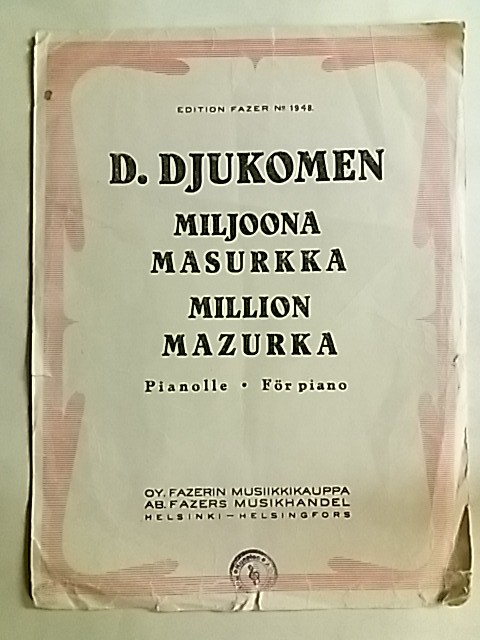 EDITION FAZER No 1948.
D. DJUKOMEN
MILJOONA
MASURKKA
MILLION
MAZURKA
Pianolle • För piano
OY. FAZERIN MUSIIKKIKAUPPA
AB. FAZERS MUSIKHANDEL
HELSINKI—HELSINGFORS